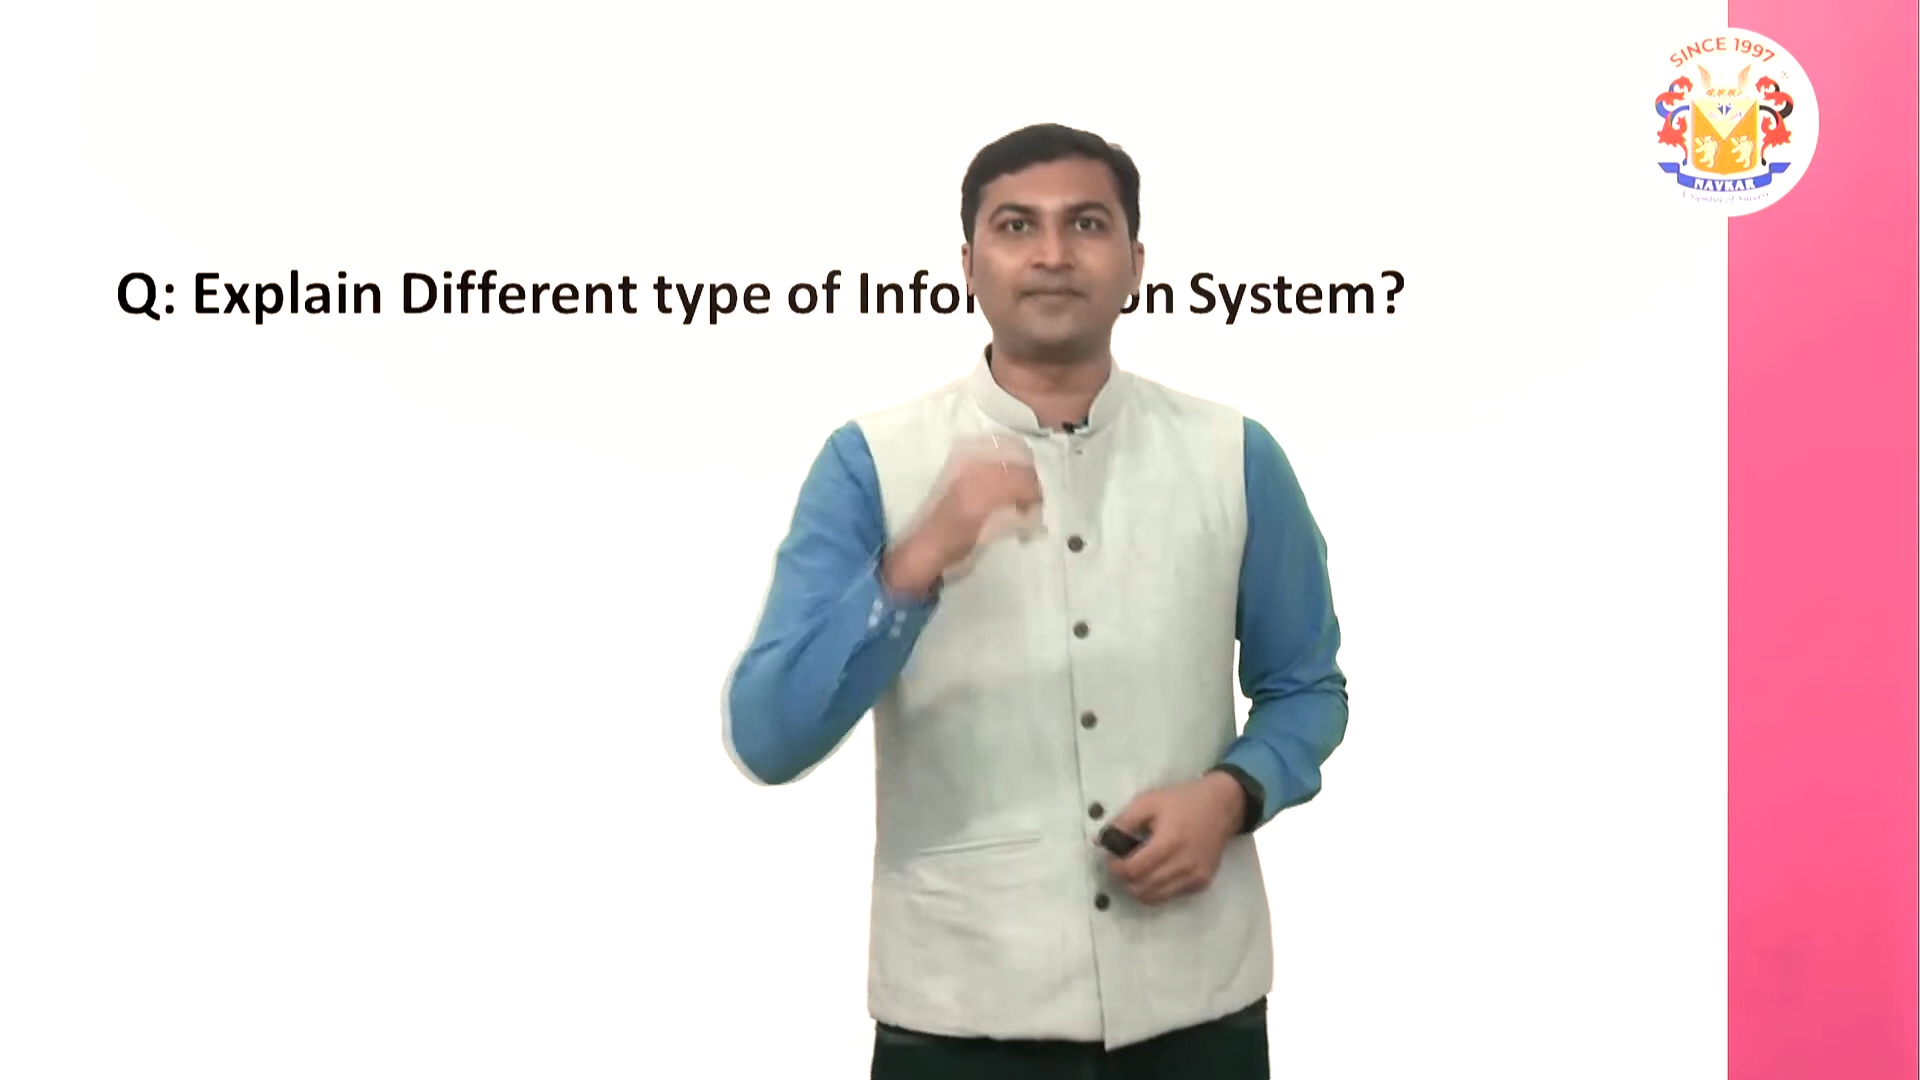 SINCE 1997
Q: Explain Different type of Infor on System?
NAVKAR